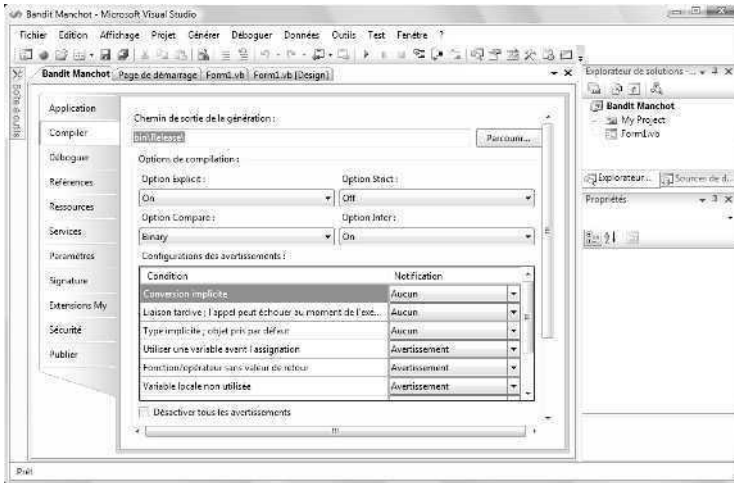 Bandit Manchot - Microsoft Visual Studio
Fichier Edition Affichage Projet Générer Déboguer Données Outils Test Fenêtre ?
Boîte à outils
Bandit Manchot Page de démarrage Form1.vb Form1.vb [Design]
Application
Compiler
Déboguer
Références
Ressources
Services
Paramètres
Signature
Extensions My
Sécurité
Publier
Chemin de sortie de la génération :
bin\Release\
Parcourir...
Options de compilation :
Option Explicit : Option Strict :
On Off
Option Compare : Option Infer :
Binary On
Configurations des avertissements :
Condition Notification
Conversion implicite Aucun
Liaison tardive ; l'appel peut échouer au moment de l'exé... Aucun
Type implicite ; objet pris par défaut Aucun
Utiliser une variable avant l'assignation Avertissement
Fonction/opérateur sans valeur de retour Avertissement
Variable locale non utilisée Avertissement
Désactiver tous les avertissements
Explorateur de solutions -...
Bandit Manchot
My Project
Form1.vb
Explorateur... Sources de d...
Propriétés
Prêt